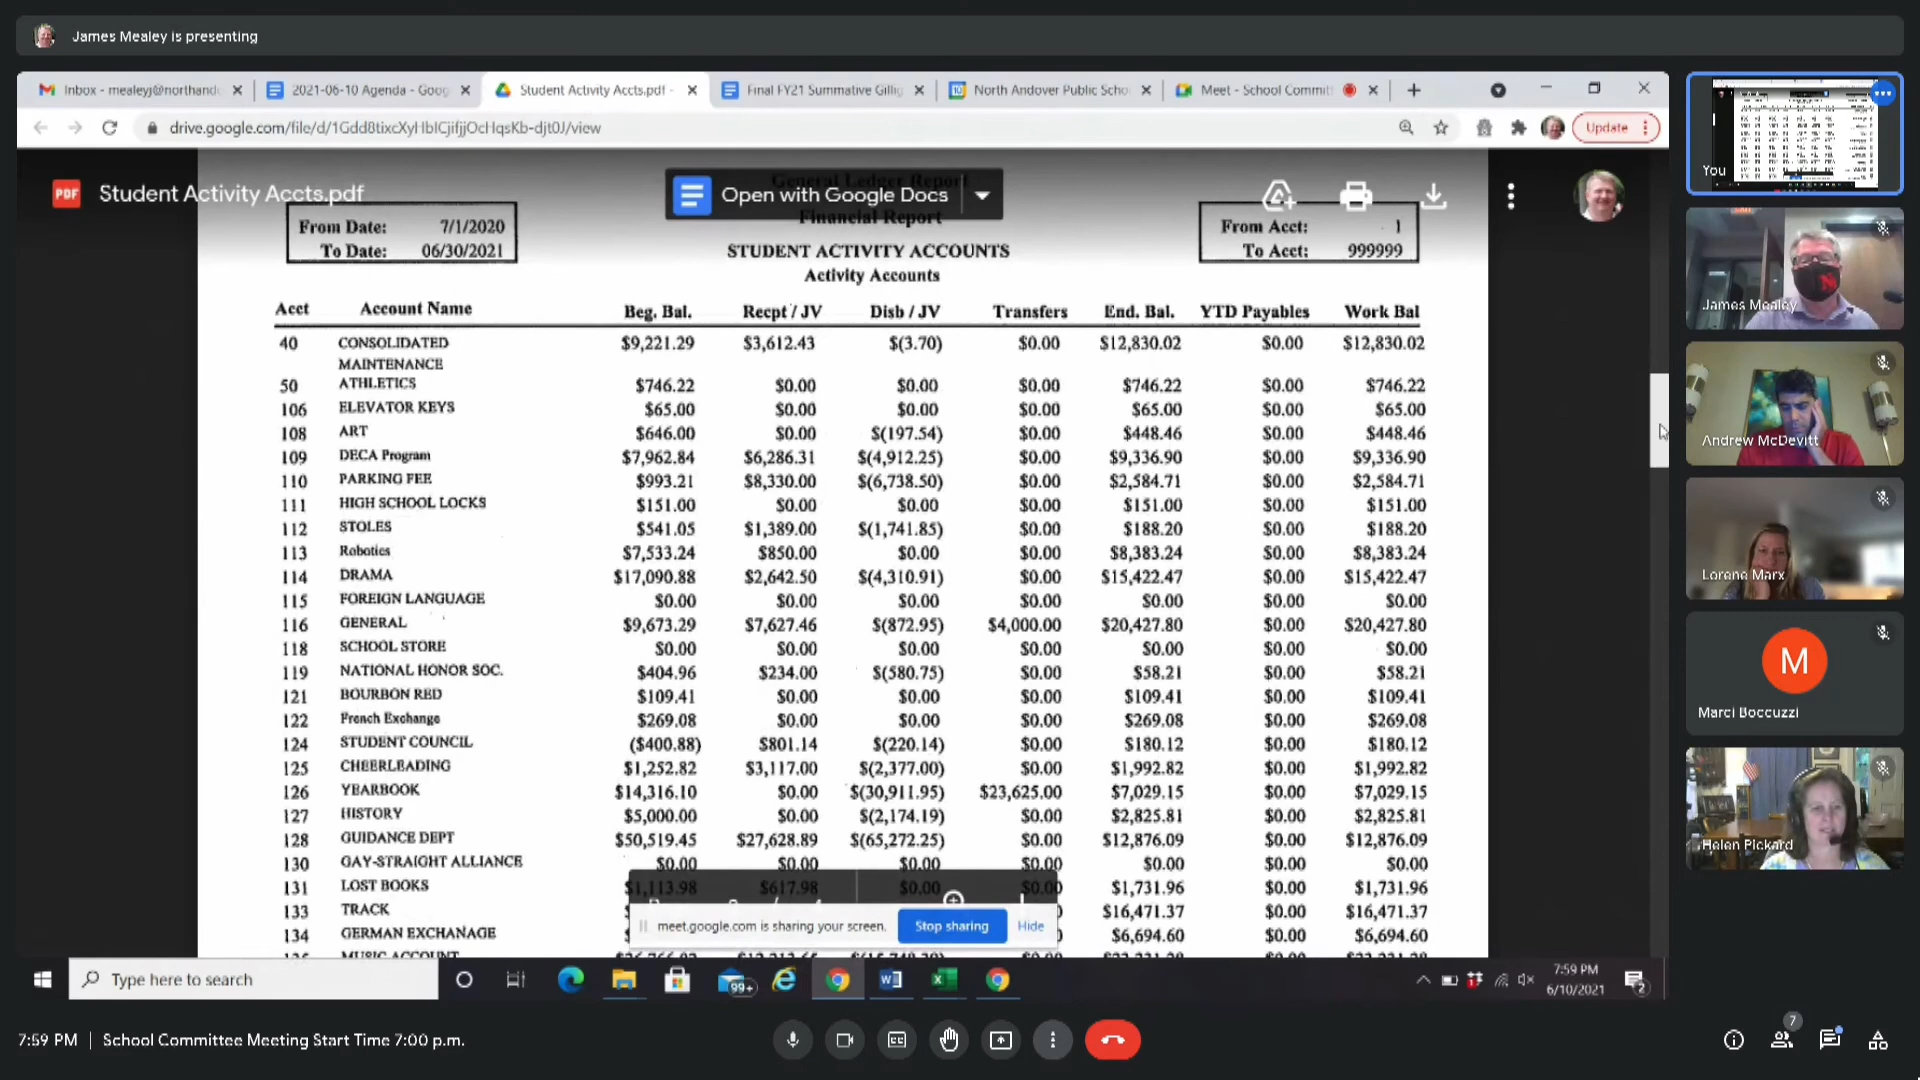 James Mealey is presenting
Inbox - mealeyj@northand
2021-06-10 Agenda - Goog
Student Activity Accts.pdf -
Final FY21 Summative Gillig
North Andover Public Scho
Meet - School Committ
drive.google.com/file/d/1Gdd8tixcXyHbICjifjjOcHqsKb-djt0J/view
Update
PDF Student Activity Accts.pdf
Open with Google Docs
General Ledger Report
Financial Report
From Date: 7/1/2020
To Date: 06/30/2021
STUDENT ACTIVITY ACCOUNTS
Activity Accounts
From Acct: 1
To Acct: 999999
Acct Account Name Beg. Bal. Recpt / JV Disb / JV Transfers End. Bal. YTD Payables Work Bal
40 CONSOLIDATED $9,221.29 $3,612.43 $(3.70) $0.00 $12,830.02 $0.00 $12,830.02
MAINTENANCE
50 ATHLETICS $746.22 $0.00 $0.00 $0.00 $746.22 $0.00 $746.22
106 ELEVATOR KEYS $65.00 $0.00 $0.00 $0.00 $65.00 $0.00 $65.00
108 ART $646.00 $0.00 $(197.54) $0.00 $448.46 $0.00 $448.46
109 DECA Program $7,962.84 $6,286.31 $(4,912.25) $0.00 $9,336.90 $0.00 $9,336.90
110 PARKING FEE $993.21 $8,330.00 $(6,738.50) $0.00 $2,584.71 $0.00 $2,584.71
111 HIGH SCHOOL LOCKS $151.00 $0.00 $0.00 $0.00 $151.00 $0.00 $151.00
112 STOLES $541.05 $1,389.00 $(1,741.85) $0.00 $188.20 $0.00 $188.20
113 Robotics $7,533.24 $850.00 $0.00 $0.00 $8,383.24 $0.00 $8,383.24
114 DRAMA $17,090.88 $2,642.50 $(4,310.91) $0.00 $15,422.47 $0.00 $15,422.47
115 FOREIGN LANGUAGE $0.00 $0.00 $0.00 $0.00 $0.00 $0.00 $0.00
116 GENERAL $9,673.29 $7,627.46 $(872.95) $4,000.00 $20,427.80 $0.00 $20,427.80
118 SCHOOL STORE $0.00 $0.00 $0.00 $0.00 $0.00 $0.00 $0.00
119 NATIONAL HONOR SOC. $404.96 $234.00 $(580.75) $0.00 $58.21 $0.00 $58.21
121 BOURBON RED $109.41 $0.00 $0.00 $0.00 $109.41 $0.00 $109.41
122 French Exchange $269.08 $0.00 $0.00 $0.00 $269.08 $0.00 $269.08
124 STUDENT COUNCIL ($400.88) $801.14 $(220.14) $0.00 $180.12 $0.00 $180.12
125 CHEERLEADING $1,252.82 $3,117.00 $(2,377.00) $0.00 $1,992.82 $0.00 $1,992.82
126 YEARBOOK $14,316.10 $0.00 $(30,911.95) $23,625.00 $7,029.15 $0.00 $7,029.15
127 HISTORY $5,000.00 $0.00 $(2,174.19) $0.00 $2,825.81 $0.00 $2,825.81
128 GUIDANCE DEPT $50,519.45 $27,628.89 $(65,272.25) $0.00 $12,876.09 $0.00 $12,876.09
130 GAY-STRAIGHT ALLIANCE $0.00 $0.00 $0.00 $0.00 $0.00 $0.00 $0.00
131 LOST BOOKS $1,113.98 $617.98 $0.00 $0.00 $1,731.96 $0.00 $1,731.96
133 TRACK $16,471.37 $0.00 $16,471.37
134 GERMAN EXCHANAGE $6,694.60 $0.00 $6,694.60
MUSIC ACCOUNT
meet.google.com is sharing your screen. Stop sharing Hide
Type here to search
99+
7:59 PM
6/10/2021
2
You
James Mealey
Andrew McDevitt
Lorene Marx
M
Marci Boccuzzi
Helen Pickard
7:59 PM | School Committee Meeting Start Time 7:00 p.m.
7